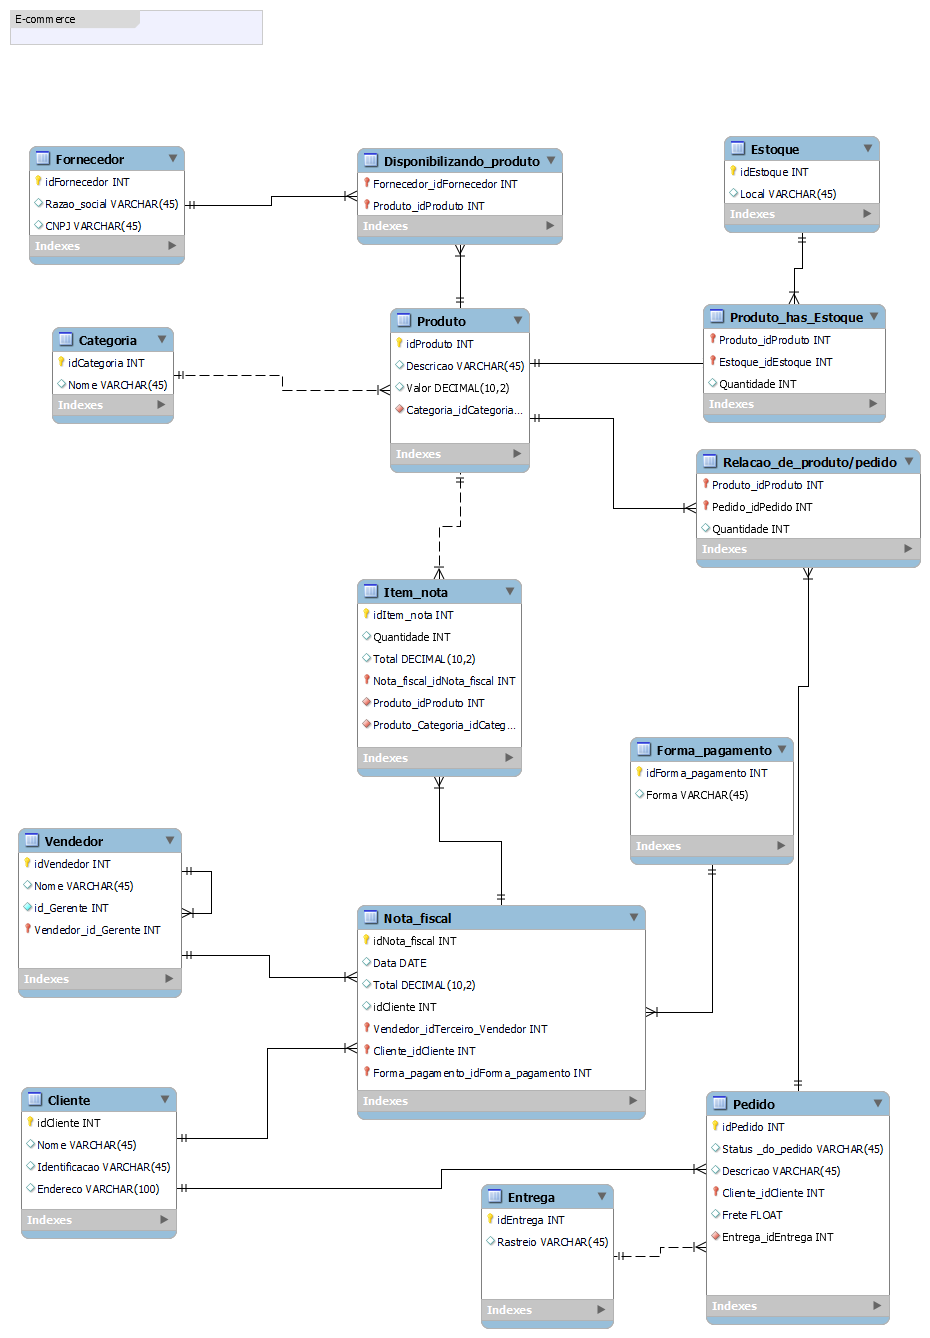 E-commerce
Fornecedor
idFornecedor INT
Razao_social VARCHAR(45)
CNPJ VARCHAR(45)
Indexes
Disponibilizando_produto
Fornecedor_idFornecedor INT
Produto_idProduto INT
Indexes
Estoque
idEstoque INT
Local VARCHAR(45)
Indexes
Categoria
idCategoria INT
Nome VARCHAR(45)
Indexes
Produto
idProduto INT
Descricao VARCHAR(45)
Valor DECIMAL(10,2)
Categoria_idCategoria...
Indexes
Produto_has_Estoque
Produto_idProduto INT
Estoque_idEstoque INT
Quantidade INT
Indexes
Relacao_de_produto/pedido
Produto_idProduto INT
Pedido_idPedido INT
Quantidade INT
Indexes
Item_nota
idItem_nota INT
Quantidade INT
Total DECIMAL(10,2)
Nota_fiscal_idNota_fiscal INT
Produto_idProduto INT
Produto_Categoria_idCateg...
Indexes
Forma_pagamento
idForma_pagamento INT
Forma VARCHAR(45)
Indexes
Vendedor
idVendedor INT
Nome VARCHAR(45)
id_Gerente INT
Vendedor_id_Gerente INT
Indexes
Nota_fiscal
idNota_fiscal INT
Data DATE
Total DECIMAL(10,2)
idCliente INT
Vendedor_idTerceiro_Vendedor INT
Cliente_idCliente INT
Forma_pagamento_idForma_pagamento INT
Indexes
Cliente
idCliente INT
Nome VARCHAR(45)
Identificacao VARCHAR(45)
Endereco VARCHAR(100)
Indexes
Entrega
idEntrega INT
Rastreio VARCHAR(45)
Indexes
Pedido
idPedido INT
Status _do_pedido VARCHAR(45)
Descricao VARCHAR(45)
Cliente_idCliente INT
Frete FLOAT
Entrega_idEntrega INT
Indexes